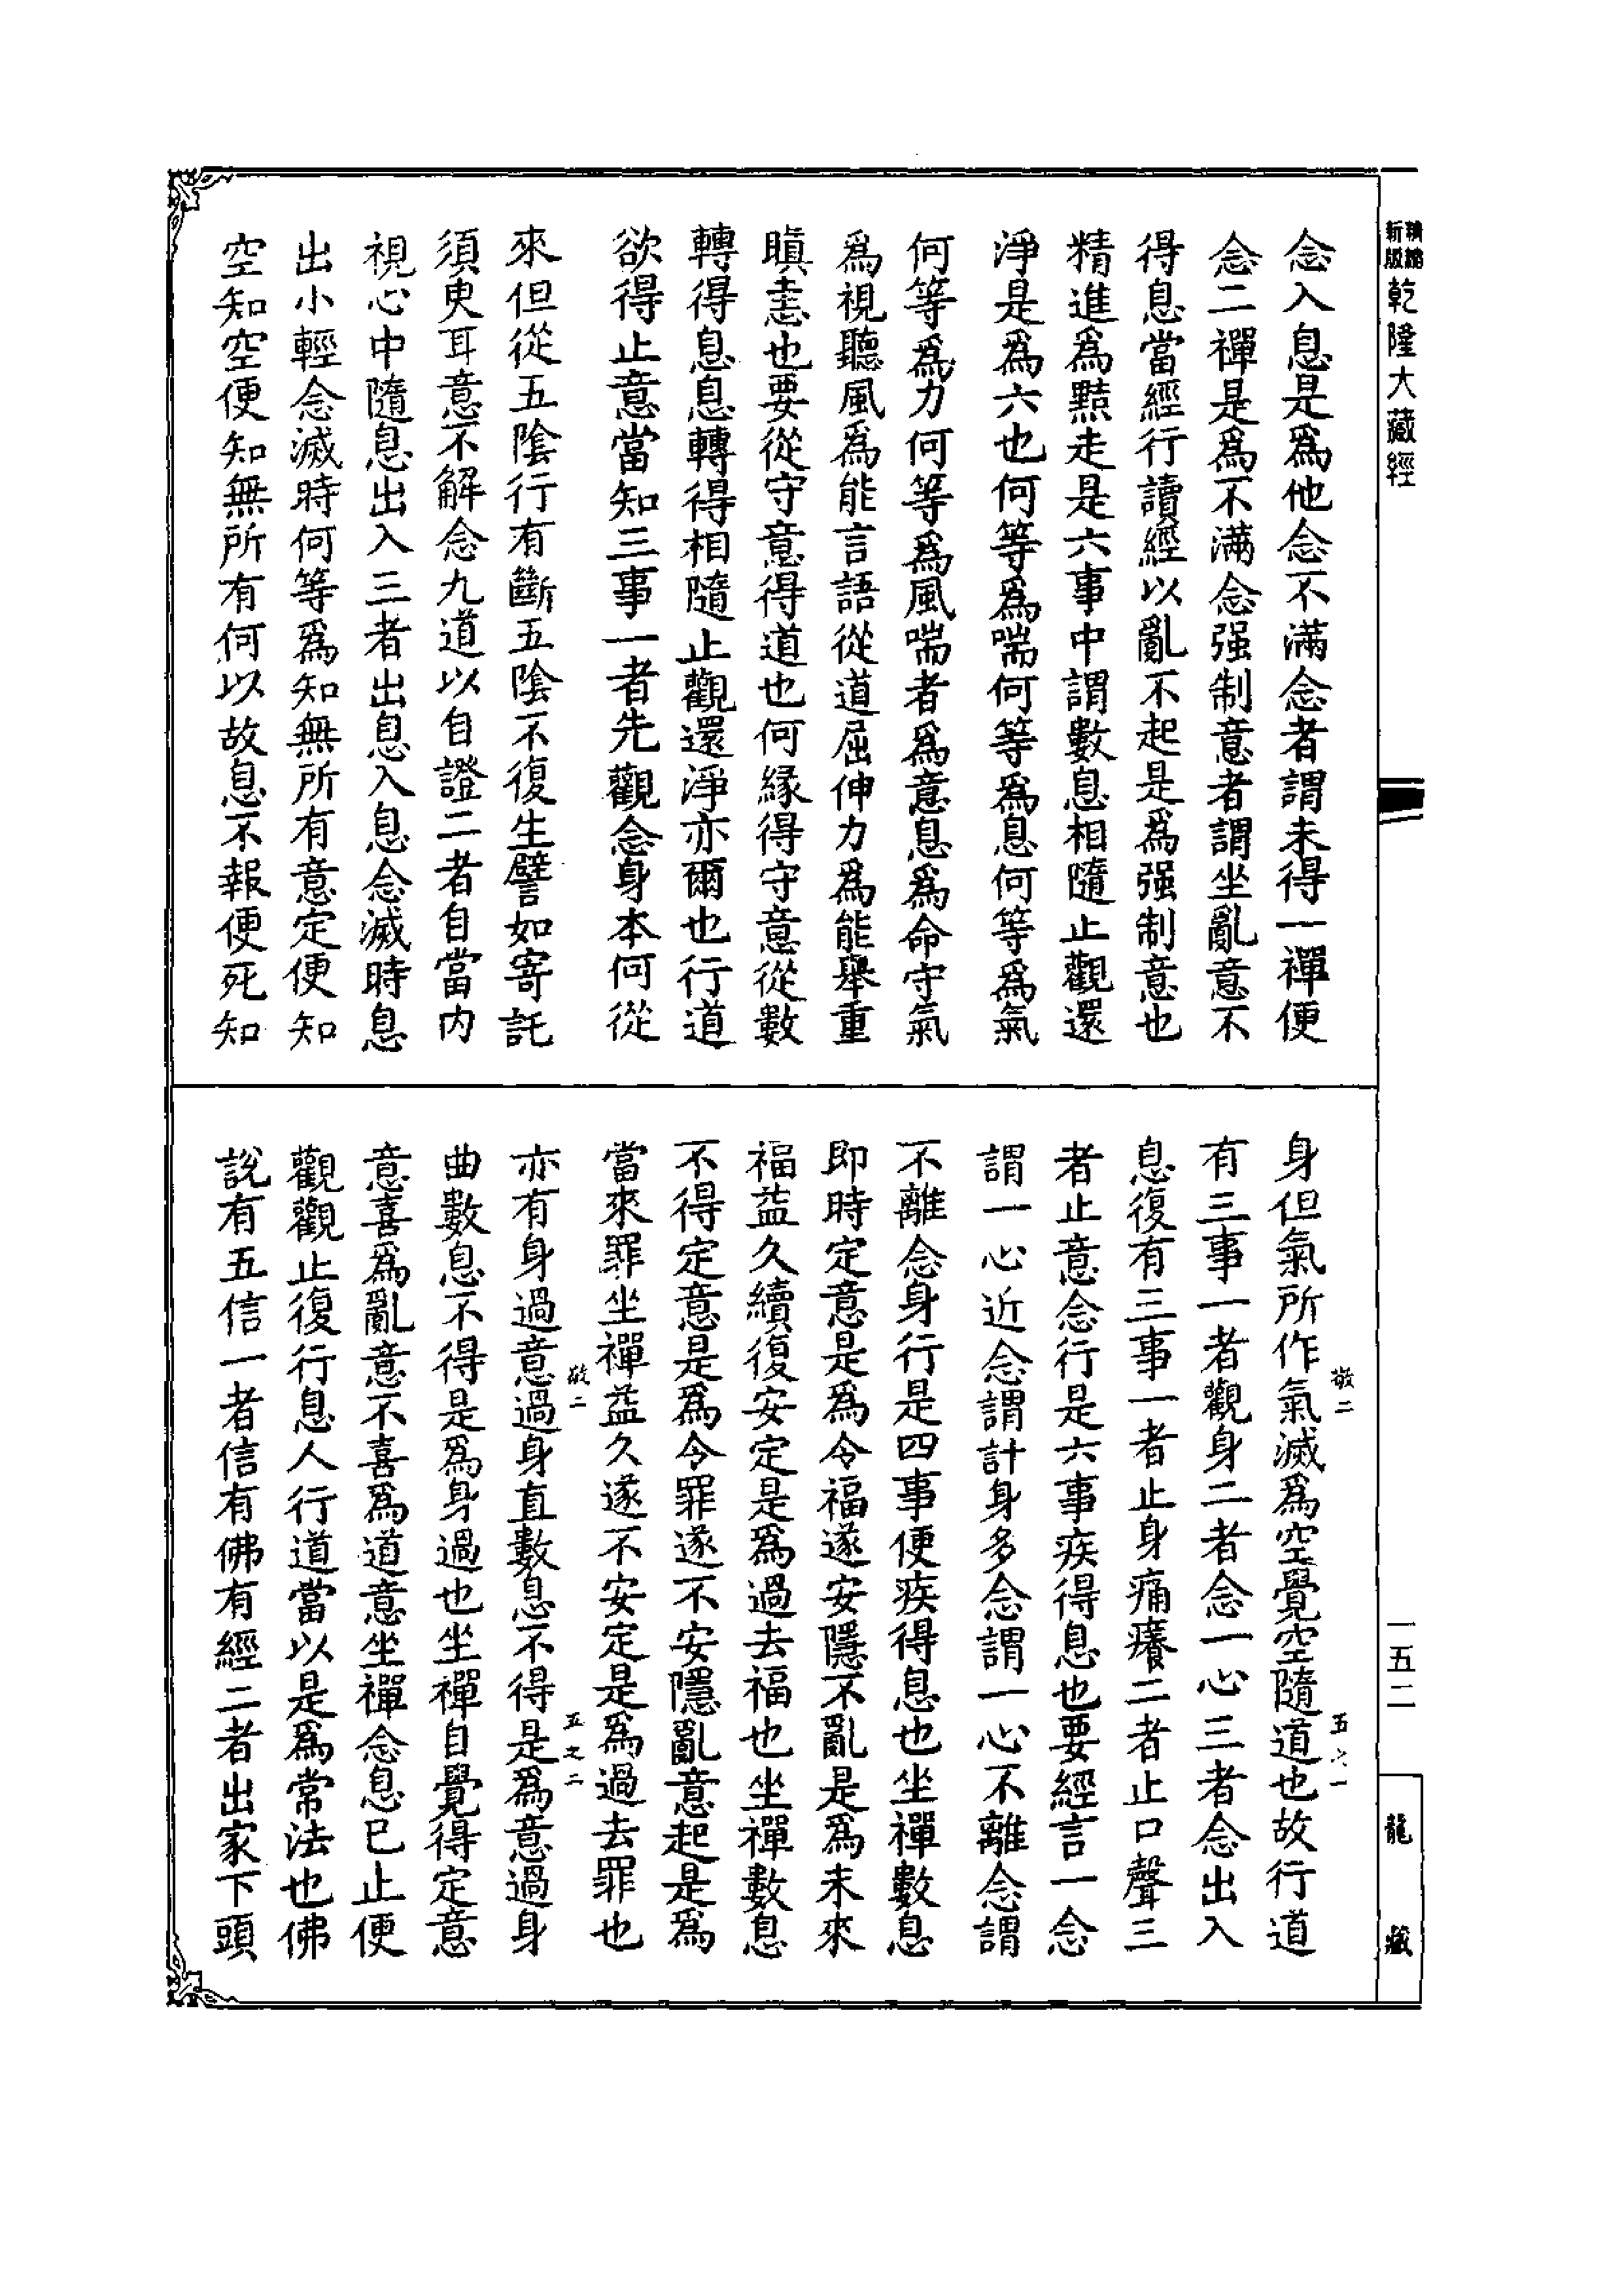 新版
精縮
乾隆大藏經
一五二
龍藏
念入息是爲他念不滿念者謂未得一禪便
念二禪是爲不滿念强制意者謂坐亂意不
得息當經行讀經以亂不起是爲强制意也
精進爲黠走是六事中謂數息相隨止觀還
淨是爲六也何等爲喘何等爲息何等爲氣
何等爲力何等爲風喘者爲意息爲命守氣
爲視聽風爲能言語從道屈伸力爲能舉重
瞋恚也要從守意得道也何緣得守意從數
轉得息息轉得相隨止觀還淨亦爾也行道
欲得止意當知三事一者先觀念身本何從
來但從五陰行有斷五陰不復生譬如寄託
須臾耳意不解念九道以自證二者自當内
視心中隨息出入三者出息入息念滅時息
出小輕念滅時何等爲知無所有意定便知
空知空便知無所有何以故息不報便死知
身但氣所作氣滅爲空覺空隨道也故行道
敬二
五之一
有三事一者觀身二者念一心三者念出入
息復有三事一者止身痛癢二者止口聲三
者止意念行是六事疾得息也要經言一念
謂一心近念謂計身多念謂一心不離念謂
不離念身行是四事便疾得息也坐禪數息
即時定意是爲今福遂安隱不亂是爲未來
福益久續復安定是爲過去福也坐禪數息
不得定意是爲今罪遂不安隱亂意起是爲
當來罪坐禪益久遂不安定是爲過去罪也
敬二
五之二
亦有身過意過身直數息不得是爲意過身
曲數息不得是爲身過也坐禪自覺得定意
意喜爲亂意不喜爲道意坐禪念息已止便
觀觀止復行息人行道當以是爲常法也佛
說有五信一者信有佛有經二者出家下頭